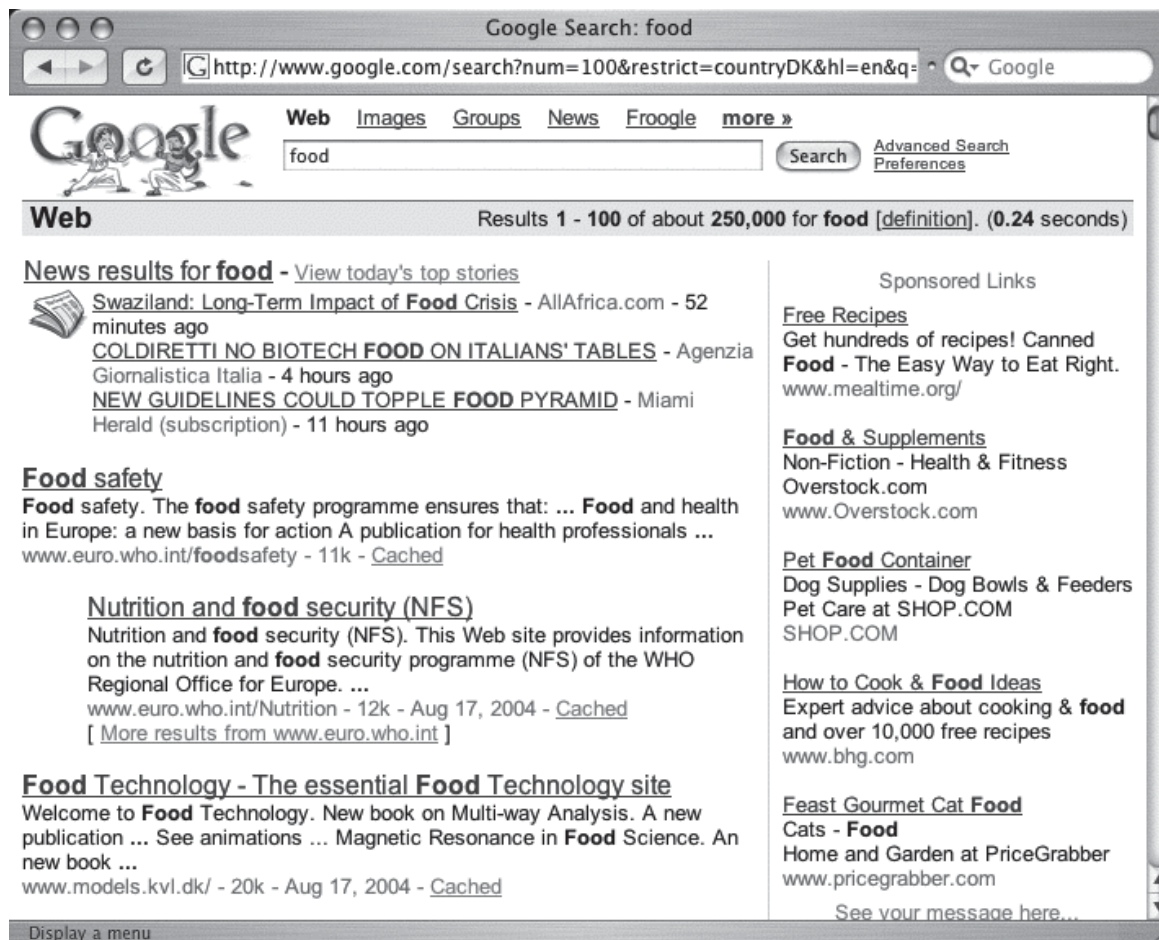 Google Search: food
G http://www.google.com/search?num=100&restrict=countryDK&hl=en&q=
Google
Google
Web Images Groups News Froogle more »
food
Search
Advanced Search
Preferences
Web
Results 1 - 100 of about 250,000 for food [definition]. (0.24 seconds)
News results for food - View today's top stories
Swaziland: Long-Term Impact of Food Crisis - AllAfrica.com - 52
minutes ago
COLDIRETTI NO BIOTECH FOOD ON ITALIANS' TABLES - Agenzia
Giornalistica Italia - 4 hours ago
NEW GUIDELINES COULD TOPPLE FOOD PYRAMID - Miami
Herald (subscription) - 11 hours ago
Food safety
Food safety. The food safety programme ensures that: ... Food and health
in Europe: a new basis for action A publication for health professionals ...
www.euro.who.int/foodsafety - 11k - Cached
Nutrition and food security (NFS)
Nutrition and food security (NFS). This Web site provides information
on the nutrition and food security programme (NFS) of the WHO
Regional Office for Europe. ...
www.euro.who.int/Nutrition - 12k - Aug 17, 2004 - Cached
[ More results from www.euro.who.int ]
Food Technology - The essential Food Technology site
Welcome to Food Technology. New book on Multi-way Analysis. A new
publication ... See animations ... Magnetic Resonance in Food Science. An
new book ...
www.models.kvl.dk/ - 20k - Aug 17, 2004 - Cached
Sponsored Links
Free Recipes
Get hundreds of recipes! Canned
Food - The Easy Way to Eat Right.
www.mealtime.org/
Food & Supplements
Non-Fiction - Health & Fitness
Overstock.com
www.Overstock.com
Pet Food Container
Dog Supplies - Dog Bowls & Feeders
Pet Care at SHOP.COM
SHOP.COM
How to Cook & Food Ideas
Expert advice about cooking & food
and over 10,000 free recipes
www.bhg.com
Feast Gourmet Cat Food
Cats - Food
Home and Garden at PriceGrabber
www.pricegrabber.com
See your message here...
Display a menu